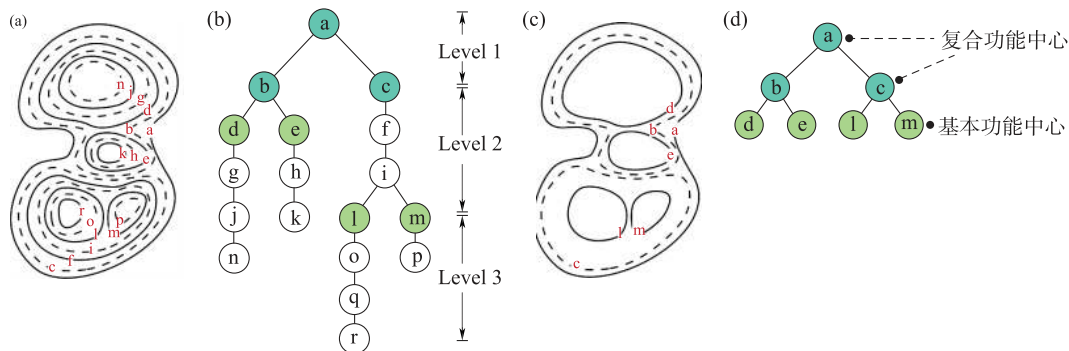 (a)
n
j
g
d
b
a
k
h
e
r
o
p
l
m
i
f
c
(b)
a
b
c
d
e
f
g
h
i
j
k
l
m
n
o
p
q
r
Level 1
Level 2
Level 3
(c)
d
b
a
e
l
m
c
(d)
a
b
c
d
e
l
m
复合功能中心
基本功能中心